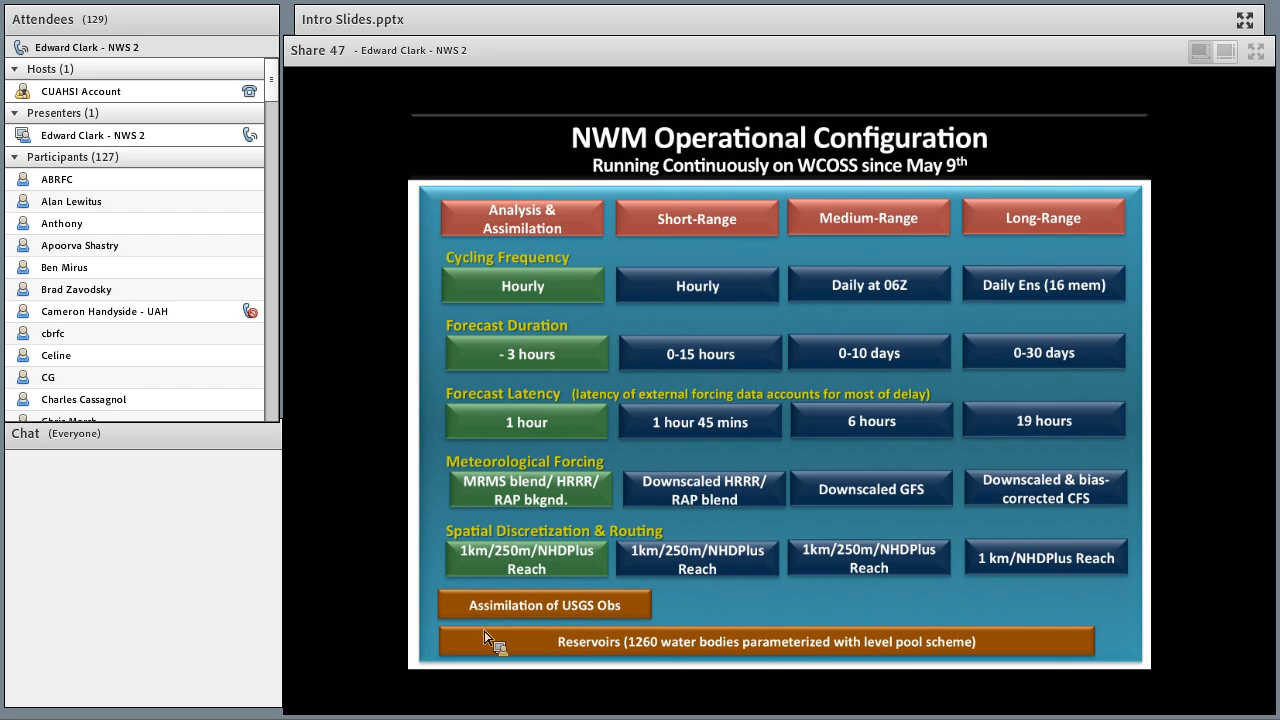 Attendees (129)
Edward Clark - NWS 2
Hosts (1)
CUAHSI Account
Presenters (1)
Edward Clark - NWS 2
Participants (127)
ABRFC
Alan Lewitus
Anthony
Apoorva Shastry
Ben Mirus
Brad Zavodsky
Cameron Handyside - UAH
cbrfc
Celine
CG
Charles Cassagnol
Chat (Everyone)
Intro Slides.pptx
Share 47 - Edward Clark - NWS 2
NWM Operational Configuration
Running Continuously on WCOSS since May 9th
Analysis &
Assimilation
Short-Range
Medium-Range
Long-Range
Cycling Frequency
Hourly
Hourly
Daily at 06Z
Daily Ens (16 mem)
Forecast Duration
- 3 hours
0-15 hours
0-10 days
0-30 days
Forecast Latency (latency of external forcing data accounts for most of delay)
1 hour
1 hour 45 mins
6 hours
19 hours
Meteorological Forcing
MRMS blend/ HRRR/
RAP bkgnd.
Downscaled HRRR/
RAP blend
Downscaled GFS
Downscaled & bias-
corrected CFS
Spatial Discretization & Routing
1km/250m/NHDPlus
Reach
1km/250m/NHDPlus
Reach
1km/250m/NHDPlus
Reach
1 km/NHDPlus Reach
Assimilation of USGS Obs
Reservoirs (1260 water bodies parameterized with level pool scheme)